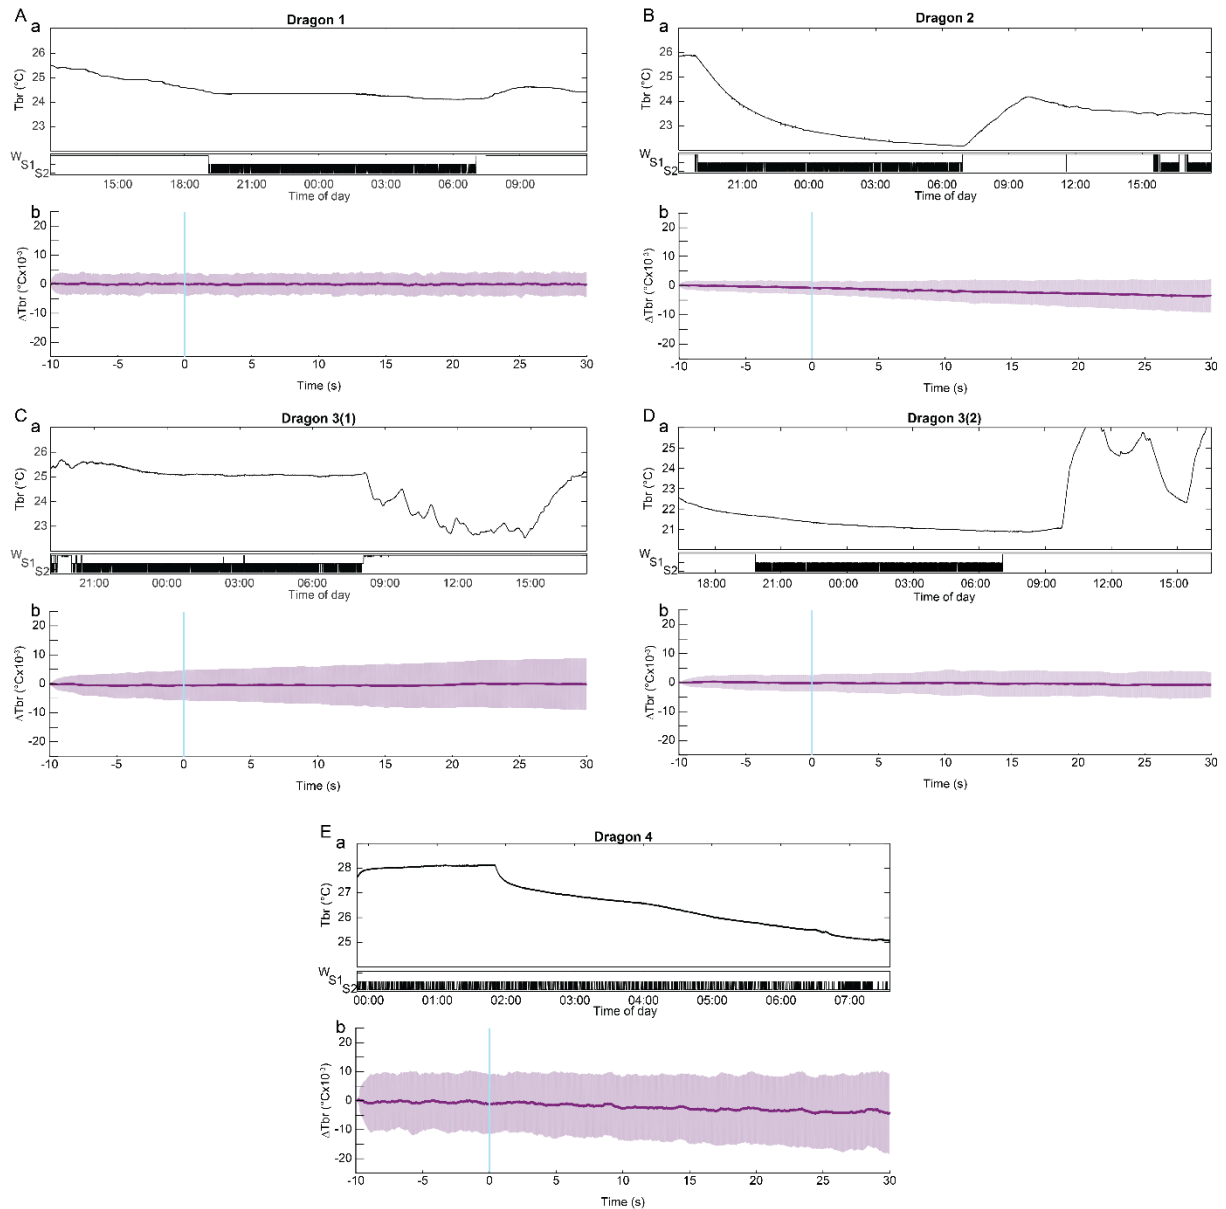 A
a
Dragon 1
26
25
24
23
Tbr (°C)
W
S1
S2
15:00 18:00 21:00 00:00 03:00 06:00 09:00
Time of day
b
20
10
0
-10
-20
ΔTbr (°Cx10⁻³)
-10 -5 0 5 10 15 20 25 30
Time (s)
B
a
Dragon 2
26
25
24
23
Tbr (°C)
W
S1
S2
21:00 00:00 03:00 06:00 09:00 12:00 15:00
Time of day
b
20
10
0
-10
-20
ΔTbr (°Cx10⁻³)
-10 -5 0 5 10 15 20 25 30
Time (s)
C
a
Dragon 3(1)
26
25
24
23
Tbr (°C)
W
S1
S2
21:00 00:00 03:00 06:00 09:00 12:00 15:00
Time of day
b
20
10
0
-10
-20
ΔTbr (°Cx10⁻³)
-10 -5 0 5 10 15 20 25 30
Time (s)
D
a
Dragon 3(2)
25
24
23
22
21
Tbr (°C)
W
S1
S2
18:00 21:00 00:00 03:00 06:00 09:00 12:00 15:00
Time of day
b
20
10
0
-10
-20
ΔTbr (°Cx10⁻³)
-10 -5 0 5 10 15 20 25 30
Time (s)
E
a
Dragon 4
28
27
26
25
Tbr (°C)
W
S1
S2
00:00 01:00 02:00 03:00 04:00 05:00 06:00 07:00
Time of day
b
20
10
0
-10
-20
ΔTbr (°Cx10⁻³)
-10 -5 0 5 10 15 20 25 30
Time (s)